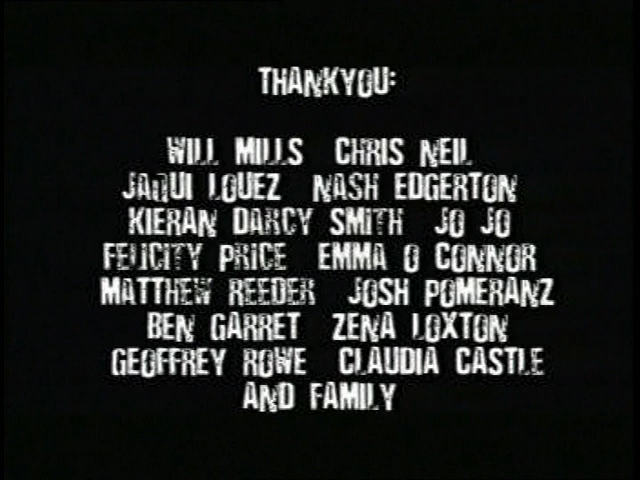 THANKYOU:
WILL MILLS CHRIS NEIL
JAQUI LOUEZ NASH EDGERTON
KIERAN DARCY SMITH JO JO
FELICITY PRICE EMMA O CONNOR
MATTHEW REEDER JOSH POMERANZ
BEN GARRET ZENA LOXTON
GEOFFREY ROWE CLAUDIA CASTLE
AND FAMILY